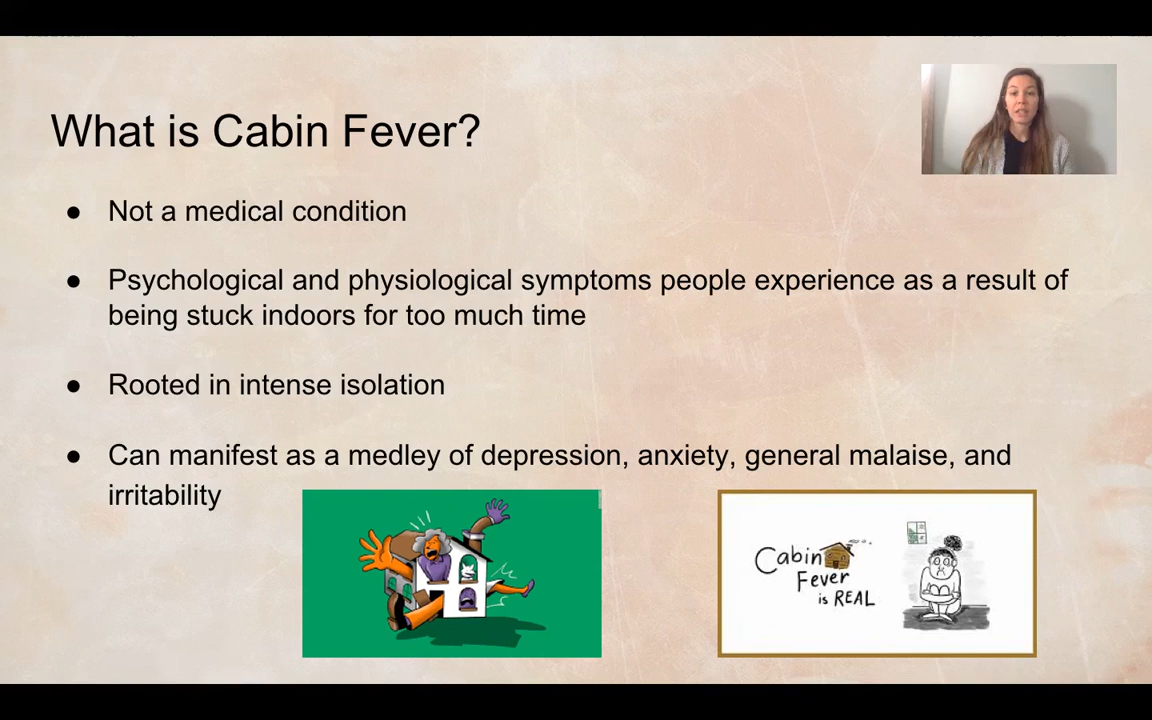 What is Cabin Fever?
● Not a medical condition
● Psychological and physiological symptoms people experience as a result of
being stuck indoors for too much time
● Rooted in intense isolation
● Can manifest as a medley of depression, anxiety, general malaise, and
irritability
Cabin
Fever
is REAL